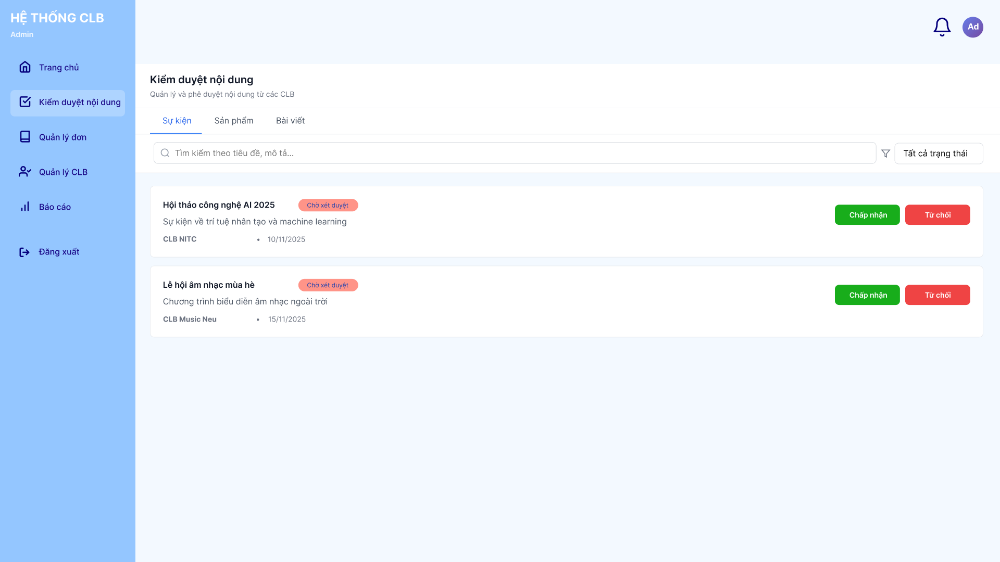 HỆ THỐNG CLB
Admin
Trang chủ
Kiểm duyệt nội dung
Quản lý đơn
Quản lý CLB
Báo cáo
Đăng xuất
Ad
Kiểm duyệt nội dung
Quản lý và phê duyệt nội dung từ các CLB
Sự kiện Sản phẩm Bài viết
Tìm kiếm theo tiêu đề, mô tả... Tất cả trạng thái
Hội thảo công nghệ AI 2025 Chờ xét duyệt
Sự kiện về trí tuệ nhân tạo và machine learning
CLB NITC • 10/11/2025
Chấp nhận Từ chối
Lễ hội âm nhạc mùa hè Chờ xét duyệt
Chương trình biểu diễn âm nhạc ngoài trời
CLB Music Neu • 15/11/2025
Chấp nhận Từ chối